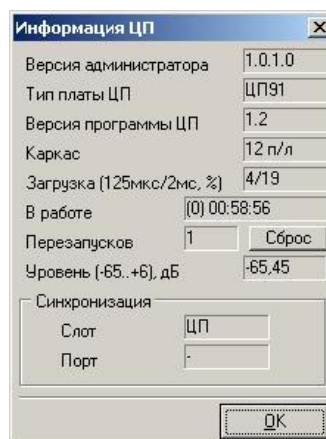 Информация ЦП
Версия администратора 1.0.1.0
Тип платы ЦП ЦП91
Версия программы ЦП 1.2
Каркас 12 п/л
Загрузка (125мкс/2мс, %) 4/19
В работе (0) 00:58:56
Перезапусков 1 Сброс
Уровень (-65..+6), дБ -65,45
Синхронизация
Слот ЦП
Порт -
OK